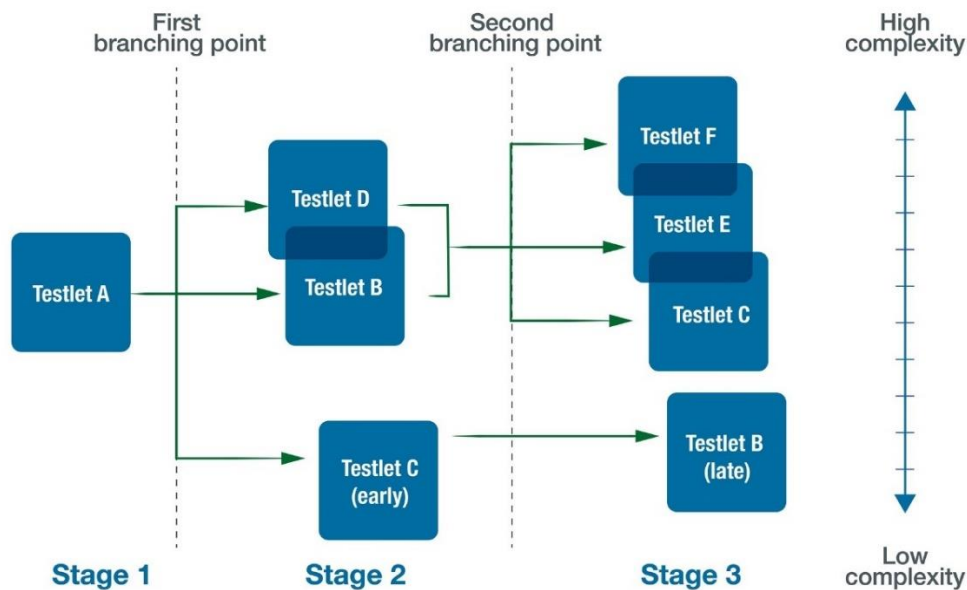 First
branching point
Second
branching point
High
complexity
Testlet A
Testlet D
Testlet B
Testlet C
(early)
Testlet F
Testlet E
Testlet C
Testlet B
(late)
Stage 1
Stage 2
Stage 3
Low
complexity